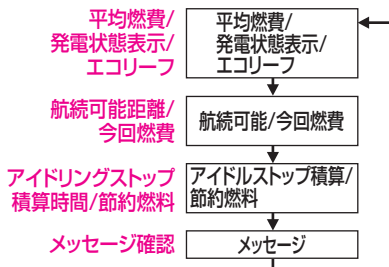 平均燃費/
発電状態表示/
エコリーフ
平均燃費/
発電状態表示/
エコリーフ
航続可能距離/
今回燃費
航続可能/今回燃費
アイドリングストップ
積算時間/節約燃料
アイドルストップ積算/
節約燃料
メッセージ確認
メッセージ